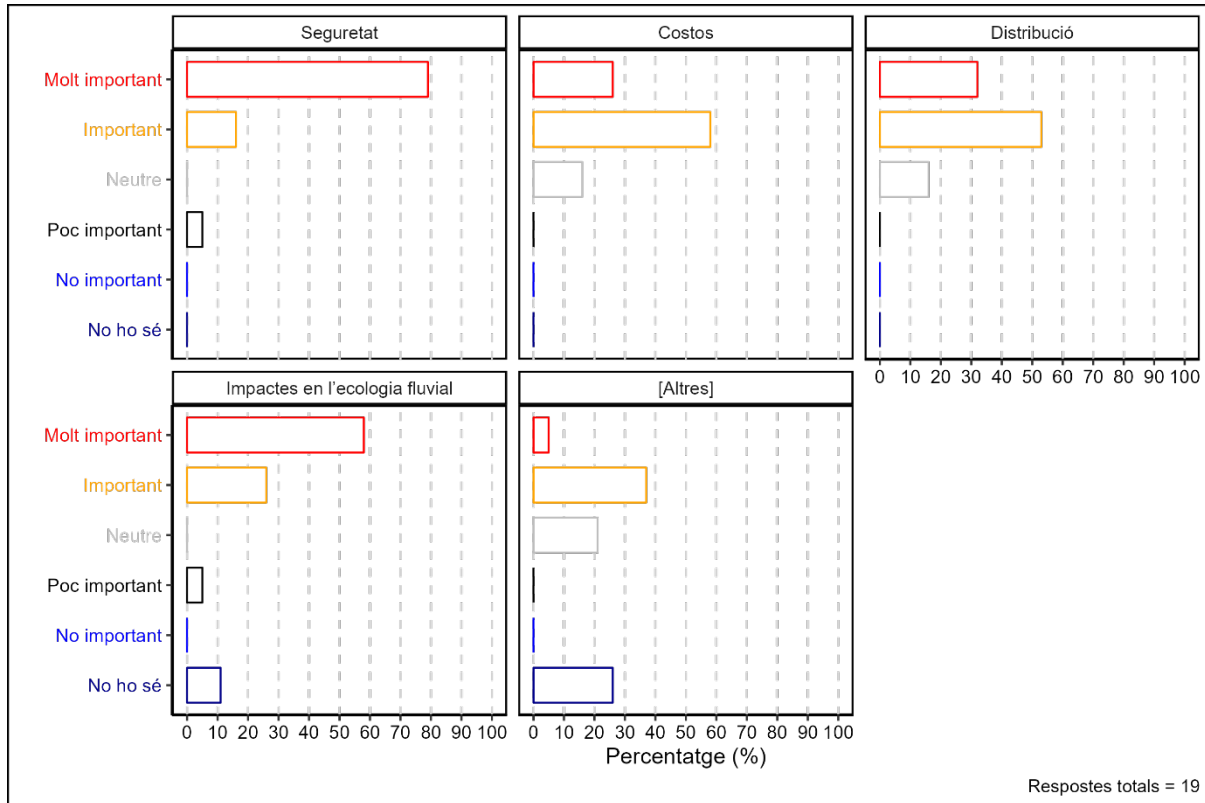 Seguretat
Costos
Distribució
Molt important
Important
Neutre
Poc important
No important
No ho sé
0 10 20 30 40 50 60 70 80 90 100
Impactes en l'ecologia fluvial
[Altres]
Molt important
Important
Neutre
Poc important
No important
No ho sé
0 10 20 30 40 50 60 70 80 90 100
0 10 20 30 40 50 60 70 80 90 100
Percentatge (%)
Respostes totals = 19